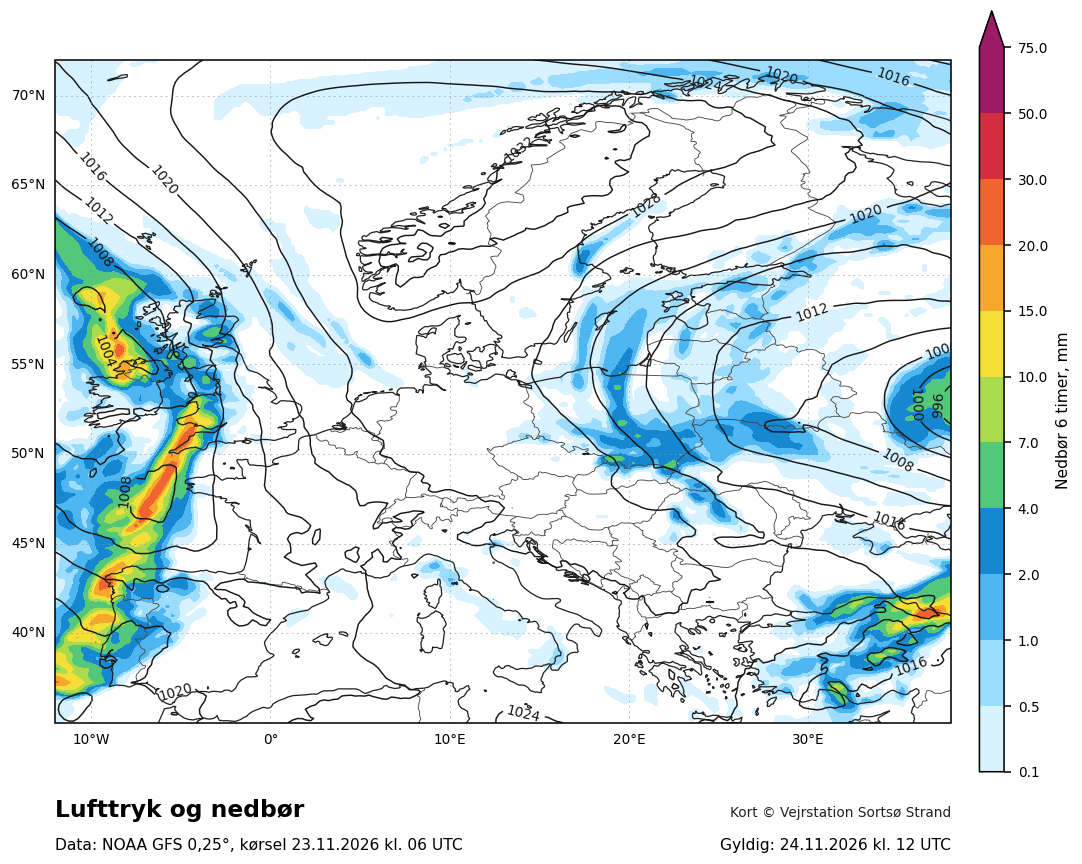 75.0
50.0
30.0
20.0
15.0
10.0
7.0
4.0
2.0
1.0
0.5
0.1
Nedbør 6 timer, mm
70°N
65°N
60°N
55°N
50°N
45°N
40°N
10°W
0°
10°E
20°E
30°E
1024
1020
1016
1032
1016
1020
1012
1028
1020
1008
1012
1004
100
1000
996
1008
1008
1016
1016
1020
1024
Lufttryk og nedbør
Kort © Vejrstation Sortsø Strand
Data: NOAA GFS 0,25°, kørsel 23.11.2026 kl. 06 UTC
Gyldig: 24.11.2026 kl. 12 UTC